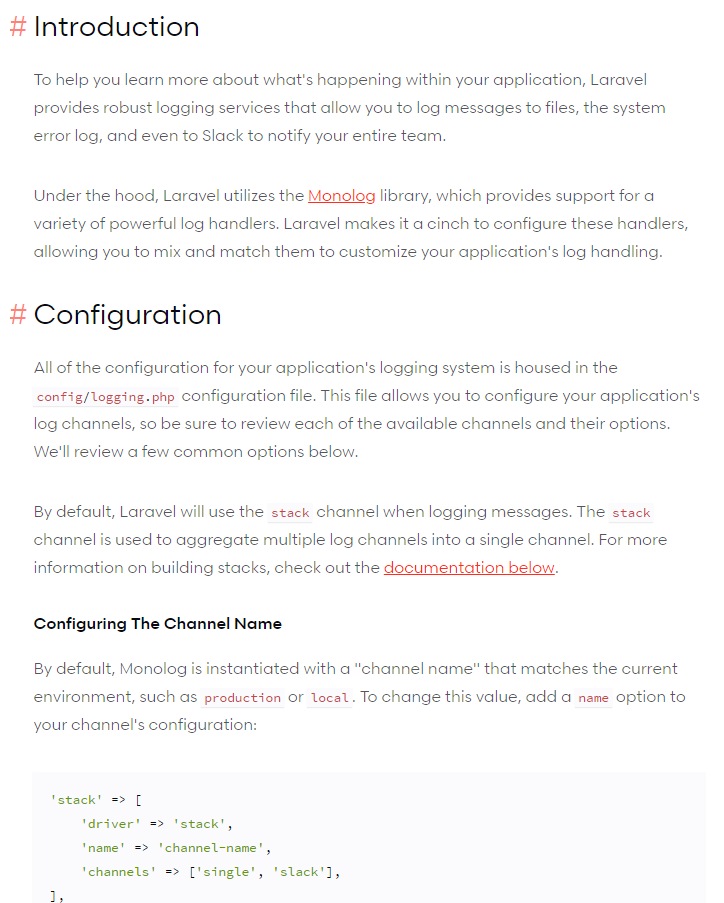 # Introduction
To help you learn more about what's happening within your application, Laravel
provides robust logging services that allow you to log messages to files, the system
error log, and even to Slack to notify your entire team.
Under the hood, Laravel utilizes the Monolog library, which provides support for a
variety of powerful log handlers. Laravel makes it a cinch to configure these handlers,
allowing you to mix and match them to customize your application's log handling.
# Configuration
All of the configuration for your application's logging system is housed in the
config/logging.php configuration file. This file allows you to configure your application's
log channels, so be sure to review each of the available channels and their options.
We'll review a few common options below.
By default, Laravel will use the stack channel when logging messages. The stack
channel is used to aggregate multiple log channels into a single channel. For more
information on building stacks, check out the documentation below.
Configuring The Channel Name
By default, Monolog is instantiated with a "channel name" that matches the current
environment, such as production or local. To change this value, add a name option to
your channel's configuration:
'stack' => [
    'driver' => 'stack',
    'name' => 'channel-name',
    'channels' => ['single', 'slack'],
],